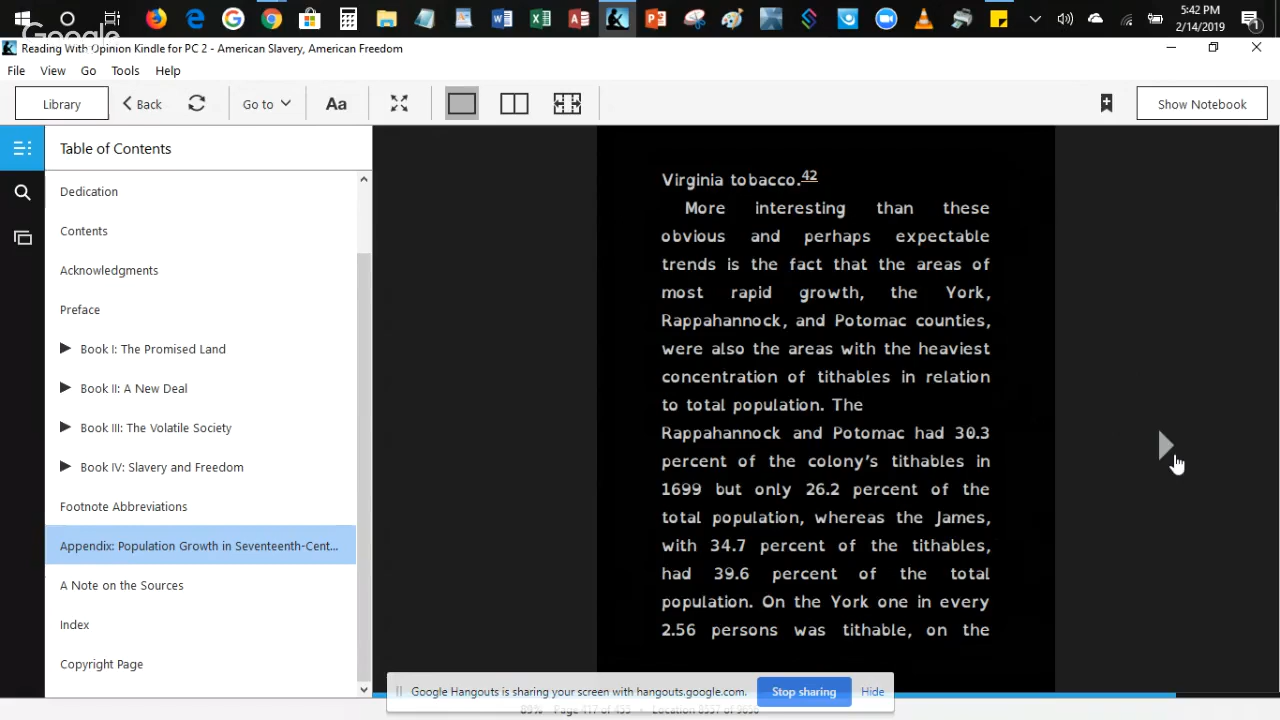 5:42 PM
2/14/2019
Google
Reading With Opinion Kindle for PC 2 - American Slavery, American Freedom
File View Go Tools Help
Library Back Go to Aa Show Notebook
Table of Contents
Dedication
Contents
Acknowledgments
Preface
Book I: The Promised Land
Book II: A New Deal
Book III: The Volatile Society
Book IV: Slavery and Freedom
Footnote Abbreviations
Appendix: Population Growth in Seventeenth-Cent...
A Note on the Sources
Index
Copyright Page
Virginia tobacco.42
More interesting than these
obvious and perhaps expectable
trends is the fact that the areas of
most rapid growth, the York,
Rappahannock, and Potomac counties,
were also the areas with the heaviest
concentration of tithables in relation
to total population. The
Rappahannock and Potomac had 30.3
percent of the colony's tithables in
1699 but only 26.2 percent of the
total population, whereas the James,
with 34.7 percent of the tithables,
had 39.6 percent of the total
population. On the York one in every
2.56 persons was tithable, on the
Google Hangouts is sharing your screen with hangouts.google.com. Stop sharing Hide